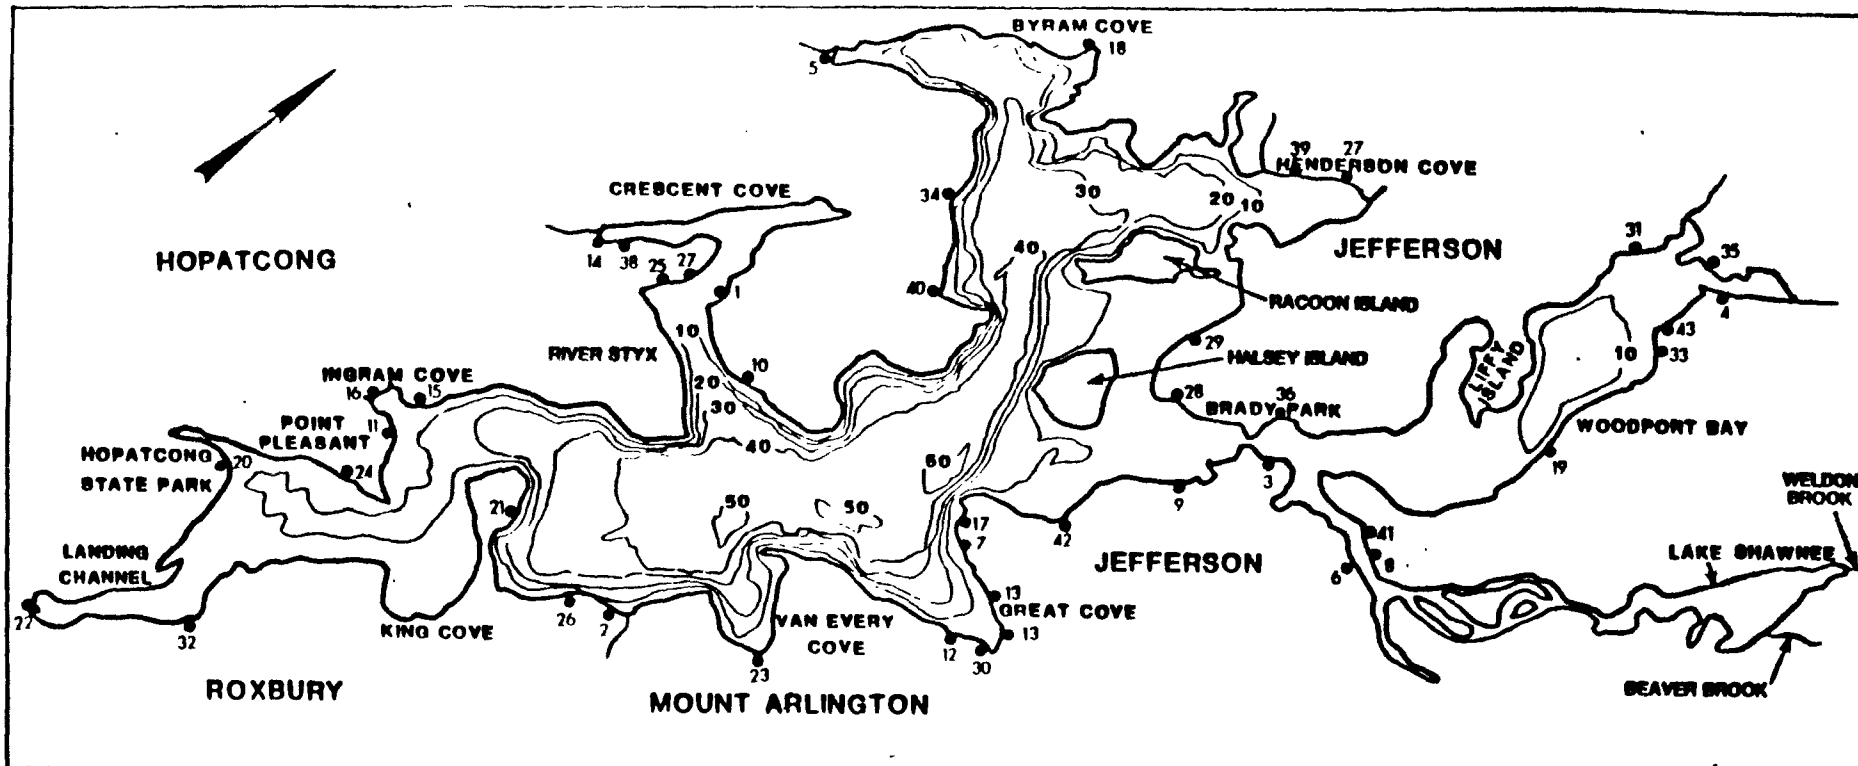 BYRAM COVE
18
5
39
27
HENDERSON COVE
CRESCENT COVE
34
30
20
10
31
35
HOPATCONG
14
38
25
27
1
40
40
JEFFERSON
RACOON ISLAND
4
43
33
10
RIVER STYX
10
20
30
40
10
29
HALSEY ISLAND
LIFFY
ISLAND
INGRAM COVE
16
15
28
BRADY PARK
36
POINT
PLEASANT
11
WOODPORT BAY
HOPATCONG
STATE PARK
20
24
19
3
9
WELDON
BROOK
21
50
50
17
7
42
41
8
6
LANDING
CHANNEL
JEFFERSON
LAKE SHAWNEE
22
32
KING COVE
26
2
VAN EVERY
COVE
23
13
GREAT COVE
13
12
30
ROXBURY
MOUNT ARLINGTON
BEAVER BROOK